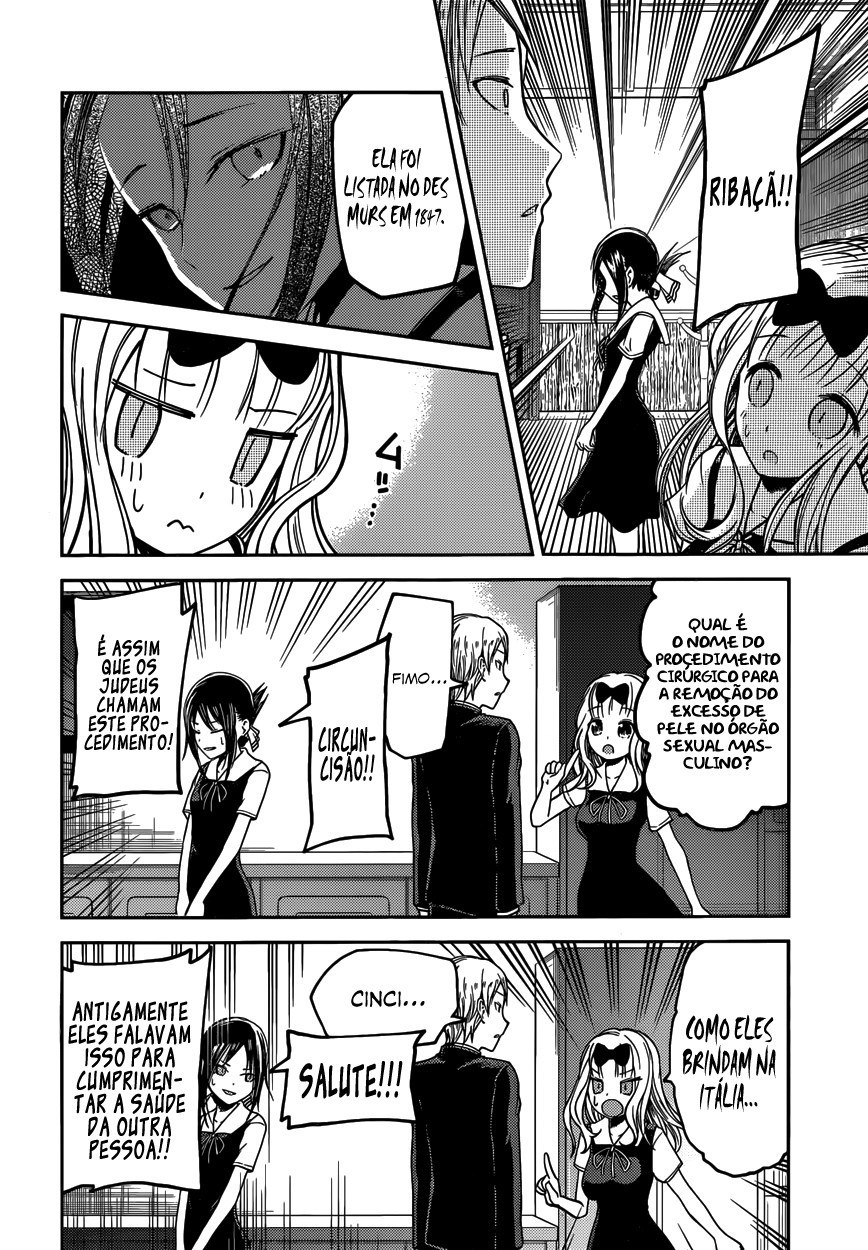 RIBAÇÃ!!
ELA FOI
LISTADA NO DES
MURS EM 1847.
QUAL É
O NOME DO
PROCEDIMENTO
CIRÚRGICO PARA
A REMOÇÃO DO
EXCESSO DE
PELE NO ÓRGÃO
SEXUAL MAS-
CULINO?
FIMO...
CIRCUN-
CISÃO!!
É ASSIM
QUE OS
JUDEUS
CHAMAM
ESTE PRO-
CEDIMENTO!
COMO ELES
BRINDAM NA
ITÁLIA...
CINCI...
SALUTE!!!
ANTIGAMENTE
ELES FALAVAM
ISSO PARA
CUMPRIMEN-
TAR A SAÚDE
DA OUTRA
PESSOA!!